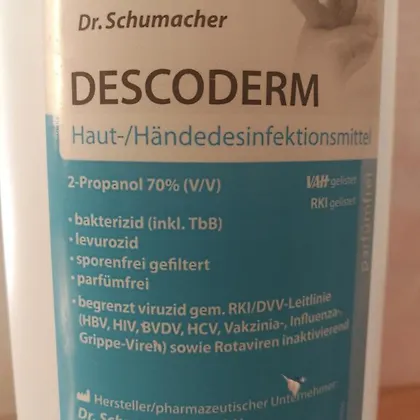 Dr. Schumacher
DESCODERM
Haut-/Händedesinfektionsmittel
2-Propanol 70% (V/V)
VAH gelistet
RKI gelistet
• bakterizid (inkl. TbB)
• levurozid
• sporenfrei gefiltert
• parfümfrei
• begrenzt viruzid gem. RKI/DVV-Leitlinie
(HBV, HIV, BVDV, HCV, Vakzinia-, Influenza-,
Grippe-Viren) sowie Rotaviren inaktivierend
parfümfrei
Hersteller/pharmazeutischer Unternehmer:
Dr.